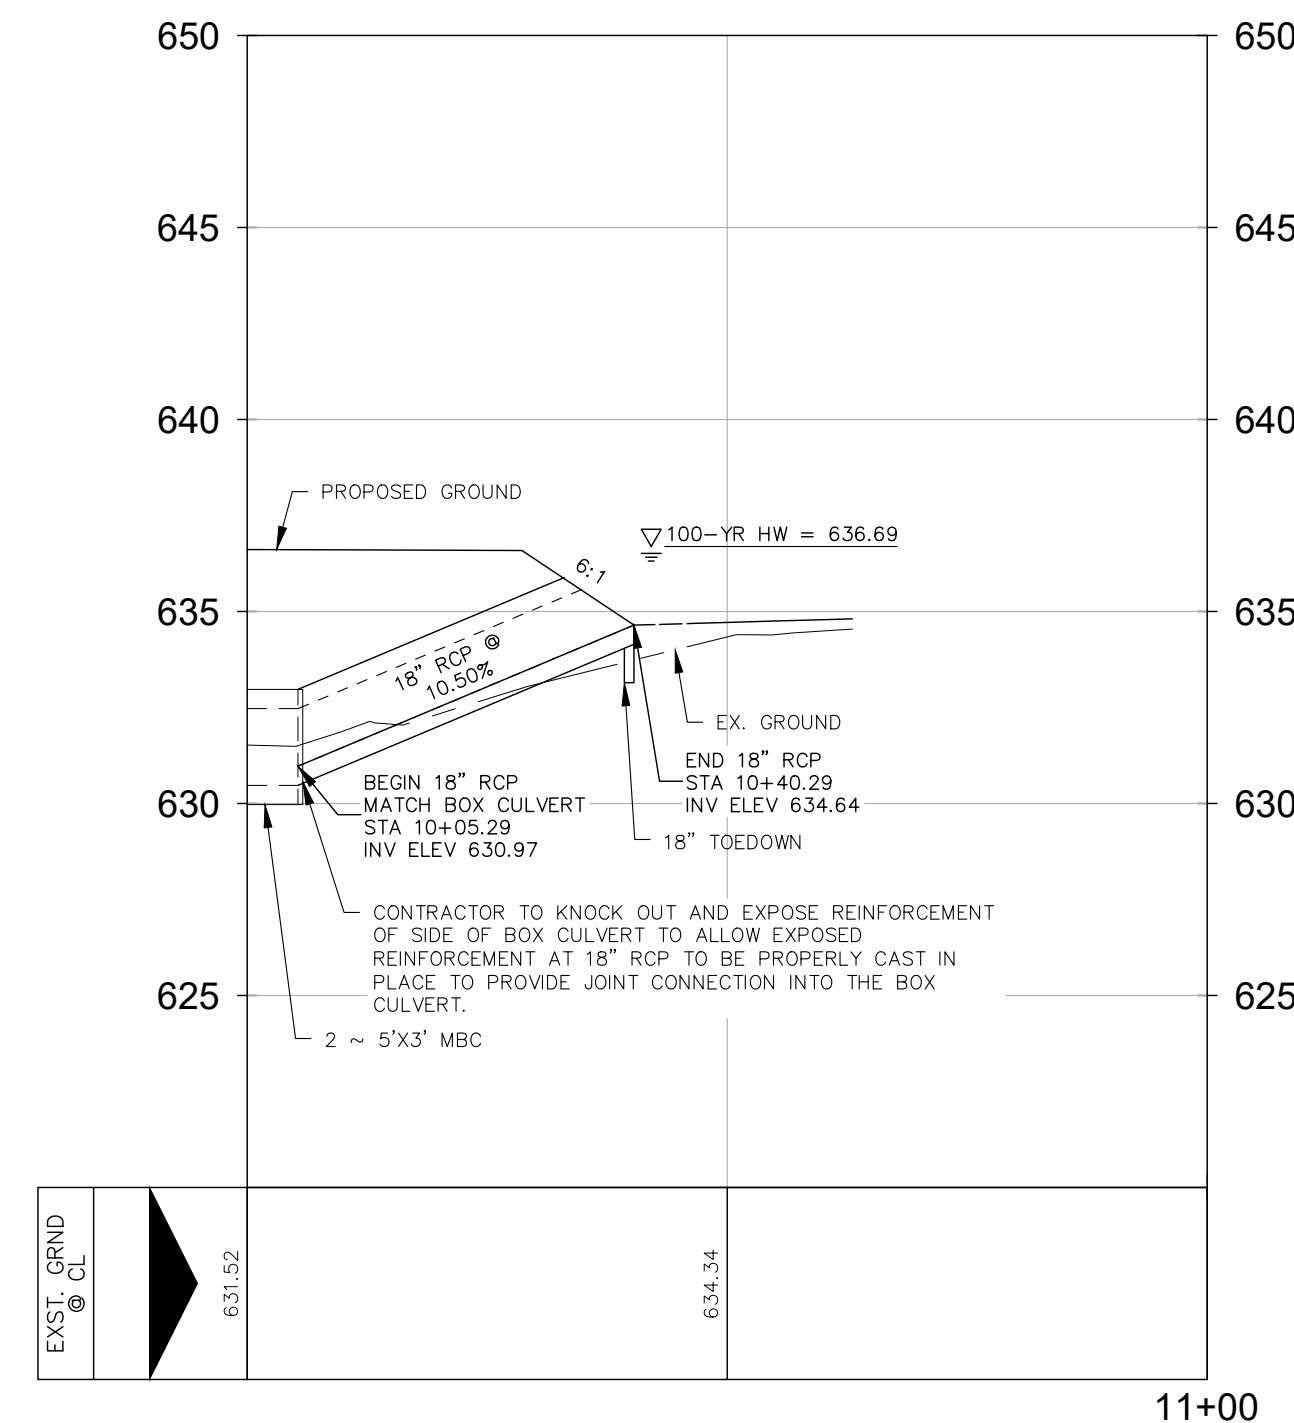 650
650
645
645
640
640
PROPOSED GROUND
100-YR HW = 636.69
6:1
635
635
18" RCP @
10.50%
EX. GROUND
END 18" RCP
STA 10+40.29
INV ELEV 634.64
BEGIN 18" RCP
MATCH BOX CULVERT
STA 10+05.29
INV ELEV 630.97
630
630
18" TOEDOWN
CONTRACTOR TO KNOCK OUT AND EXPOSE REINFORCEMENT
OF SIDE OF BOX CULVERT TO ALLOW EXPOSED
REINFORCEMENT AT 18" RCP TO BE PROPERLY CAST IN
PLACE TO PROVIDE JOINT CONNECTION INTO THE BOX
CULVERT.
625
625
2 ~ 5'X3' MBC
EXST. GRND
@ CL
631.52
634.34
11+00